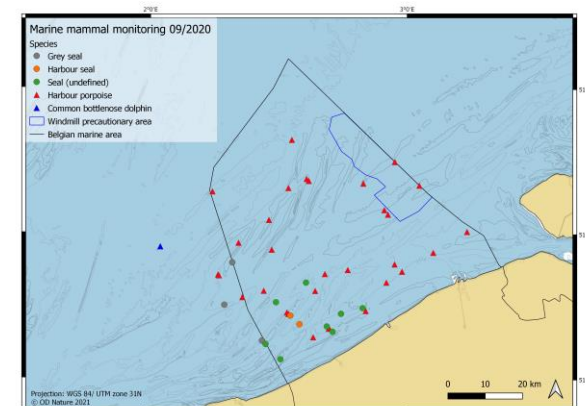 2°0'E
3°0'E
Marine mammal monitoring 09/2020
Species
Grey seal
Harbour seal
Seal (undefined)
Harbour porpoise
Common bottlenose dolphin
Windmill precautionary area
Belgian marine area
51
51
51
Projection: WGS 84/ UTM zone 31N
© OD Nature 2021
0 10 20 km